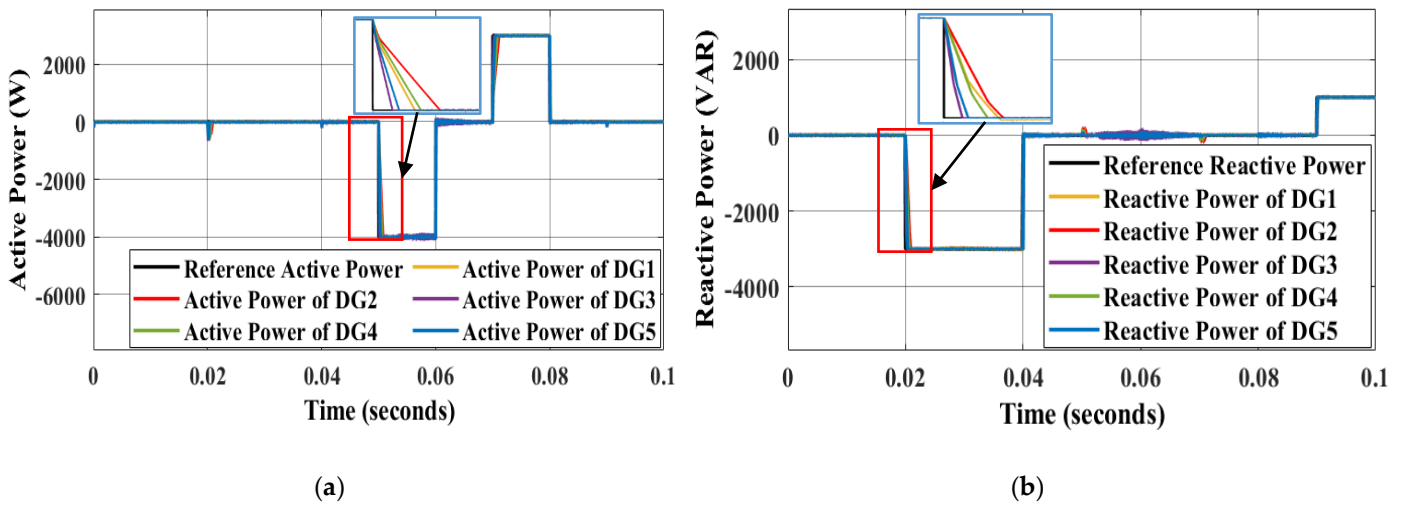 Active Power (W)
2000
0
-2000
-4000
-6000
Reference Active Power
Active Power of DG1
Active Power of DG2
Active Power of DG3
Active Power of DG4
Active Power of DG5
0
0.02
0.04
0.06
0.08
0.1
Time (seconds)
(a)
Reactive Power (VAR)
2000
0
-2000
-4000
Reference Reactive Power
Reactive Power of DG1
Reactive Power of DG2
Reactive Power of DG3
Reactive Power of DG4
Reactive Power of DG5
0
0.02
0.04
0.06
0.08
0.1
Time (seconds)
(b)